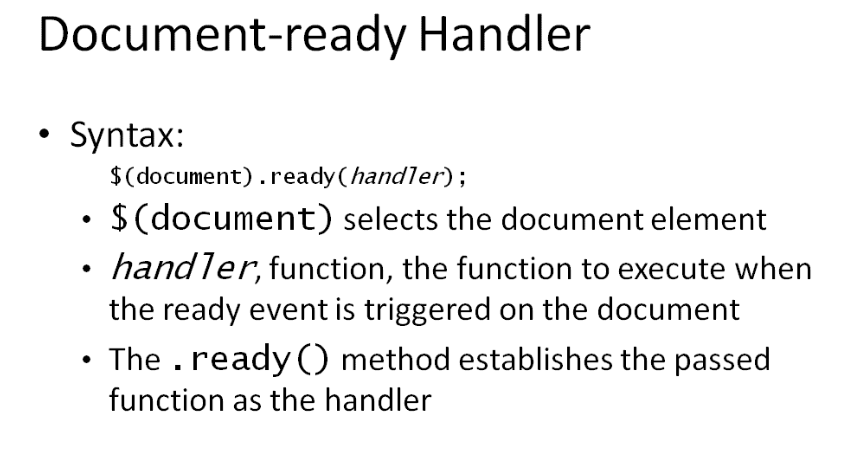 Document-ready Handler
• Syntax:
$(document).ready(handler);
• $(document) selects the document element
• handler, function, the function to execute when
the ready event is triggered on the document
• The .ready() method establishes the passed
function as the handler